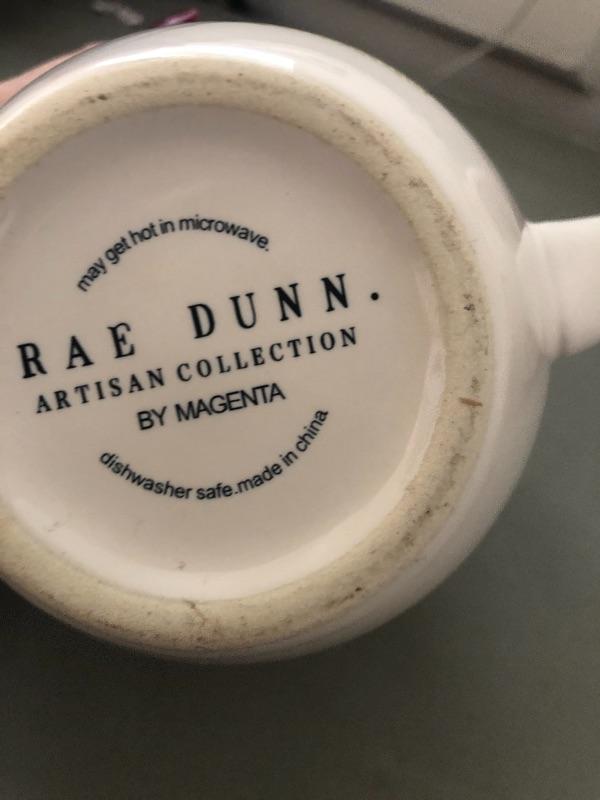 may get hot in microwave.
RAE DUNN.
ARTISAN COLLECTION
BY MAGENTA
dishwasher safe.made in china